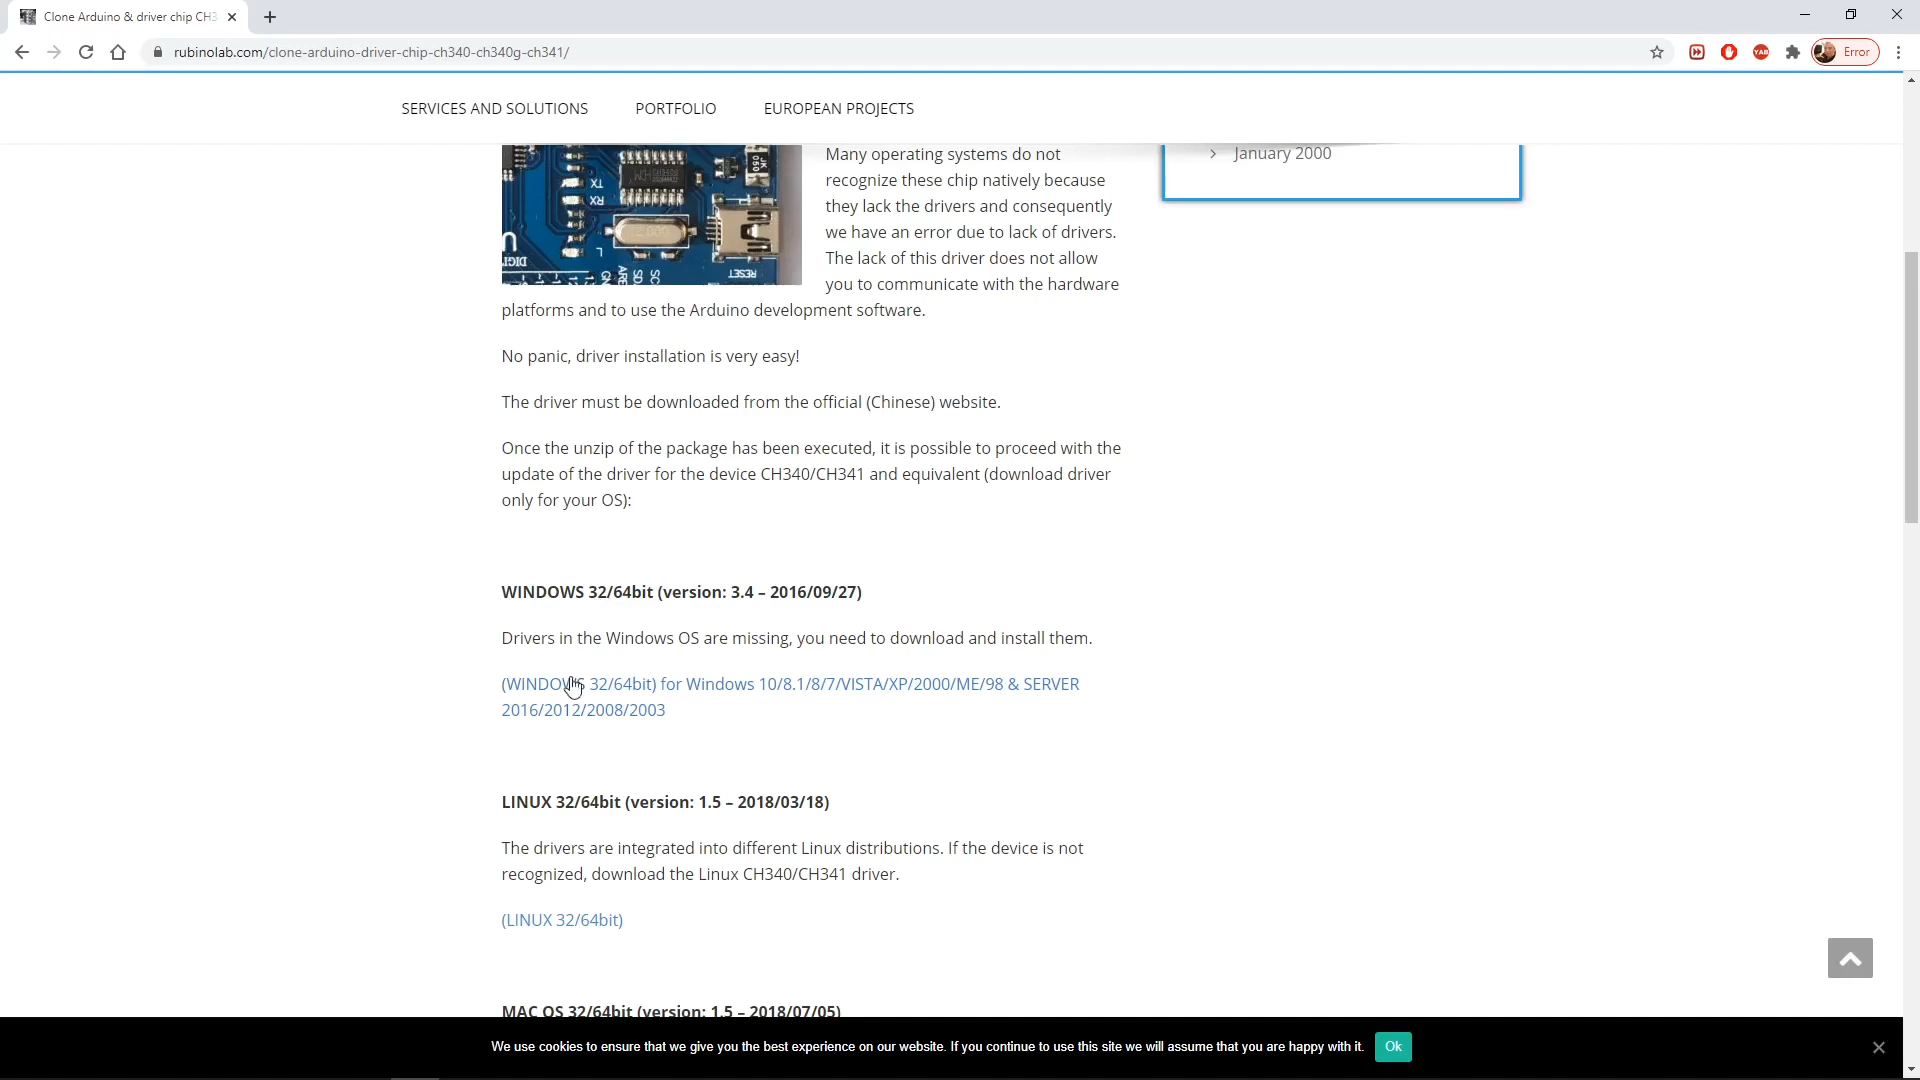 Clone Arduino & driver chip CH3
rubinolab.com/clone-arduino-driver-chip-ch340-ch340g-ch341/
YAB
Error
SERVICES AND SOLUTIONS PORTFOLIO EUROPEAN PROJECTS
January 2000
TX
RX
L
DIGI
RESET
Many operating systems do not
recognize these chip natively because
they lack the drivers and consequently
we have an error due to lack of drivers.
The lack of this driver does not allow
you to communicate with the hardware
platforms and to use the Arduino development software.
No panic, driver installation is very easy!
The driver must be downloaded from the official (Chinese) website.
Once the unzip of the package has been executed, it is possible to proceed with the
update of the driver for the device CH340/CH341 and equivalent (download driver
only for your OS):
WINDOWS 32/64bit (version: 3.4 – 2016/09/27)
Drivers in the Windows OS are missing, you need to download and install them.
(WINDOWS 32/64bit) for Windows 10/8.1/8/7/VISTA/XP/2000/ME/98 & SERVER
2016/2012/2008/2003
LINUX 32/64bit (version: 1.5 – 2018/03/18)
The drivers are integrated into different Linux distributions. If the device is not
recognized, download the Linux CH340/CH341 driver.
(LINUX 32/64bit)
MAC OS 32/64bit (version: 1.5 – 2018/07/05)
We use cookies to ensure that we give you the best experience on our website. If you continue to use this site we will assume that you are happy with it. Ok